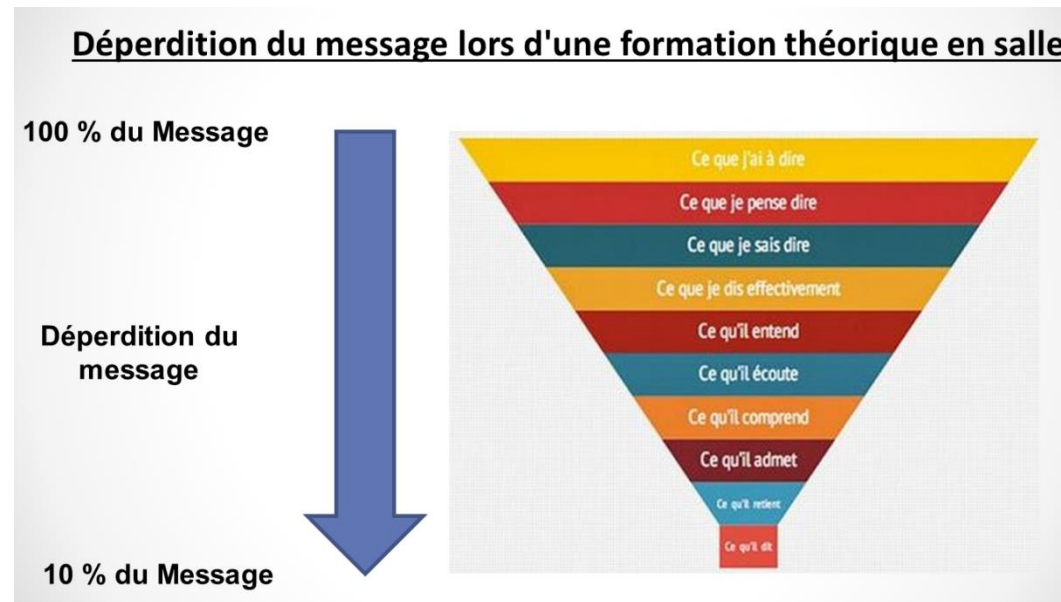 Déperdition du message lors d'une formation théorique en salle
100 % du Message
Déperdition du
message
10 % du Message
Ce que j'ai à dire
Ce que je pense dire
Ce que je sais dire
Ce que je dis effectivement
Ce qu'il entend
Ce qu'il écoute
Ce qu'il comprend
Ce qu'il admet
Ce qu'il retient
Ce qu'il dit